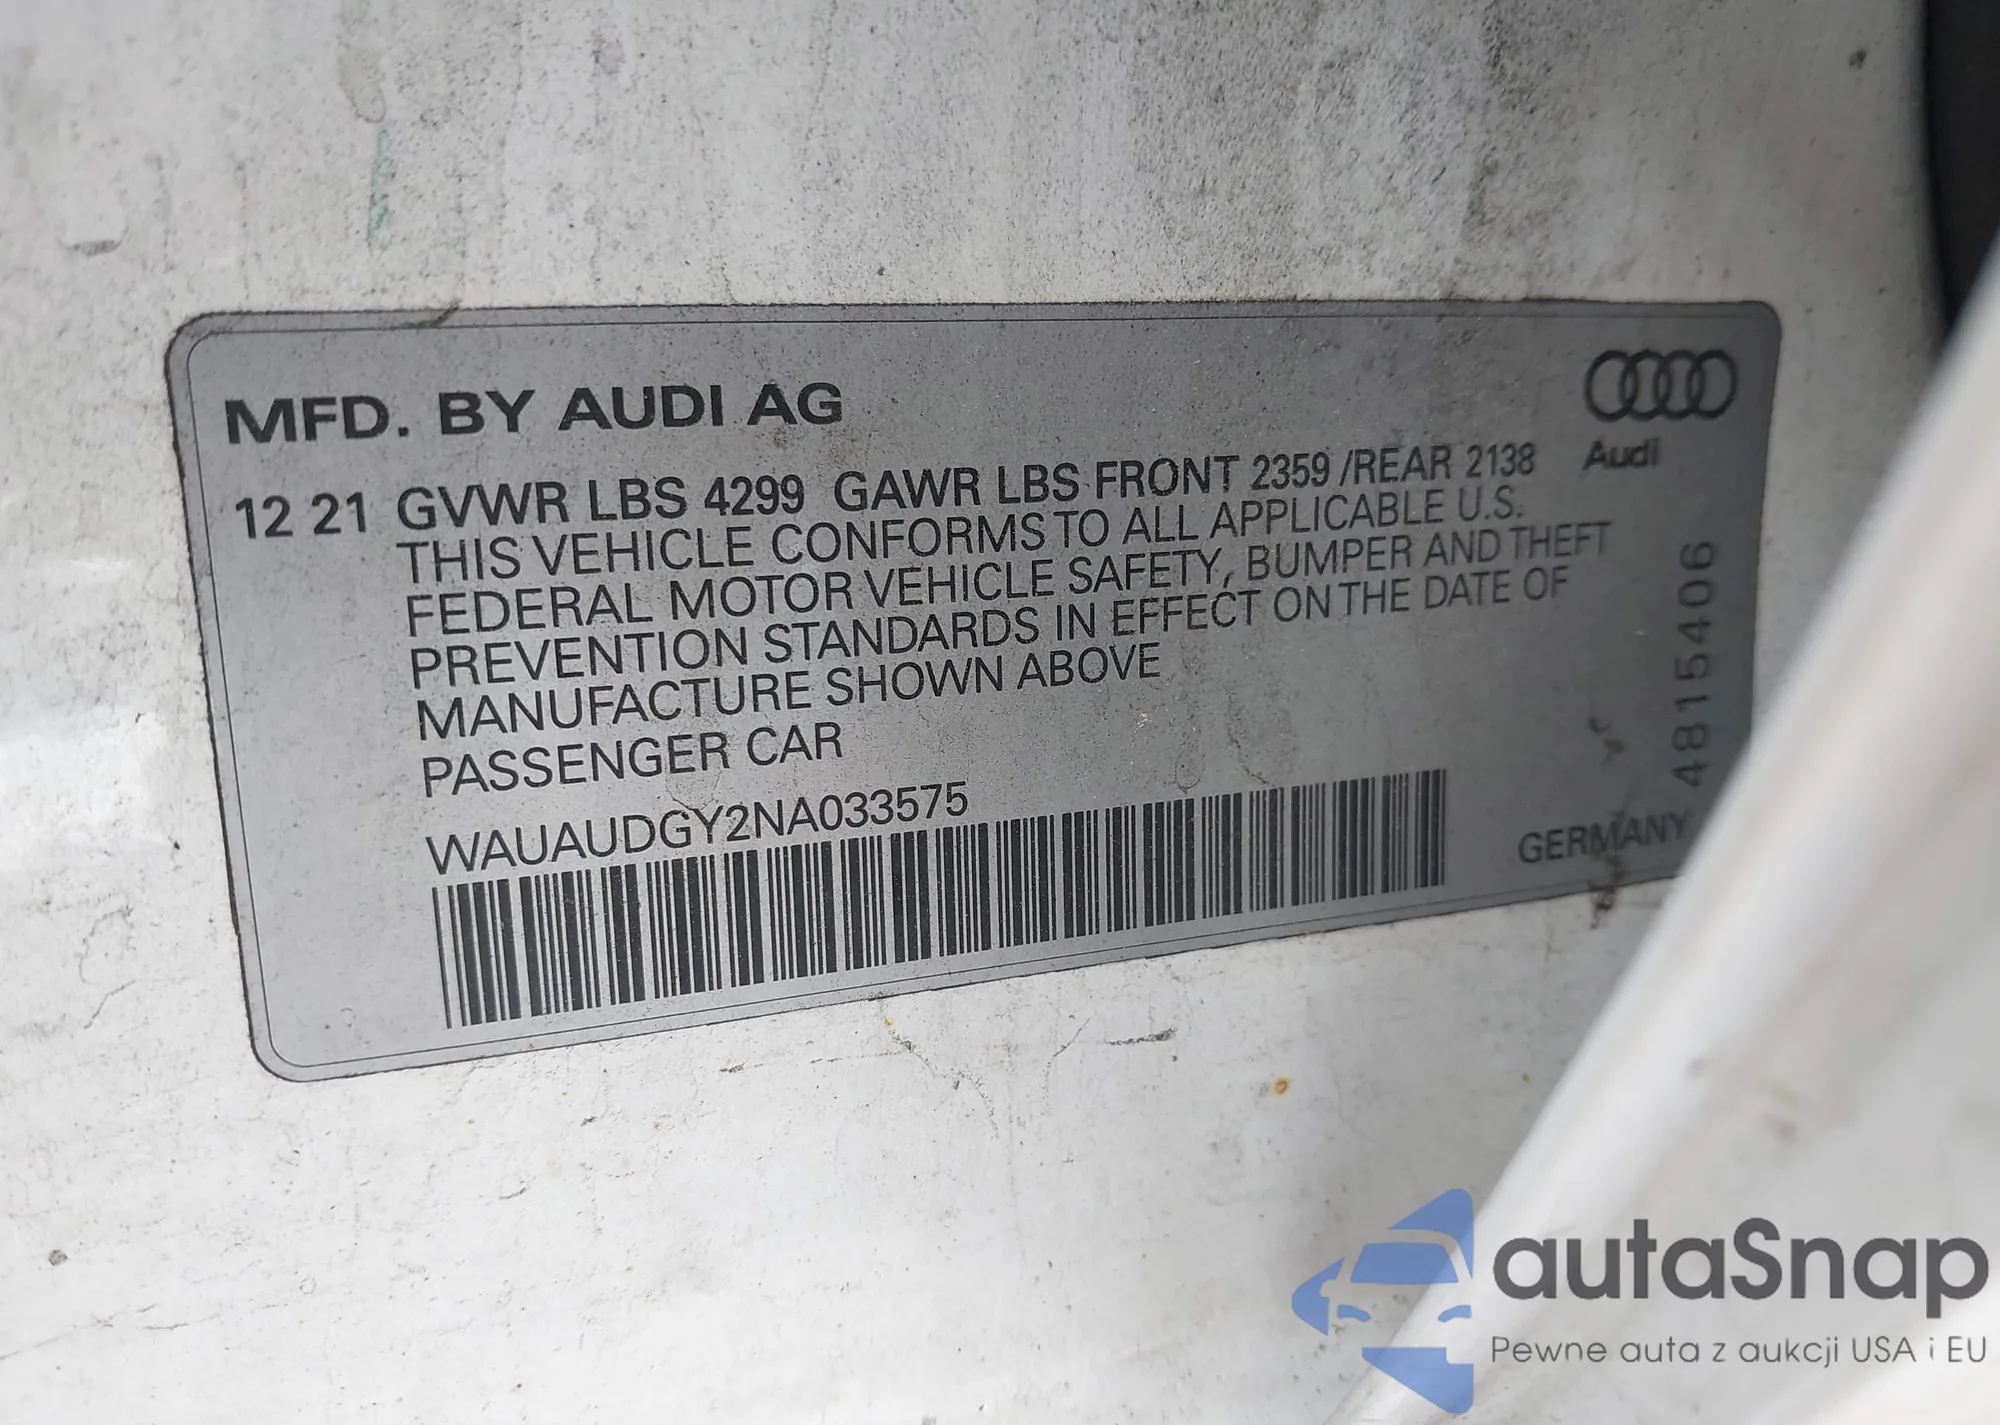 MFD. BY AUDI AG
Audi
12 21 GVWR LBS 4299 GAWR LBS FRONT 2359 /REAR 2138
THIS VEHICLE CONFORMS TO ALL APPLICABLE U.S.
FEDERAL MOTOR VEHICLE SAFETY, BUMPER AND THEFT
PREVENTION STANDARDS IN EFFECT ON THE DATE OF
MANUFACTURE SHOWN ABOVE
PASSENGER CAR
WAUAUDGY2NA033575
GERMANY
4815406
autaSnap
Pewne auta z aukcji USA i EU